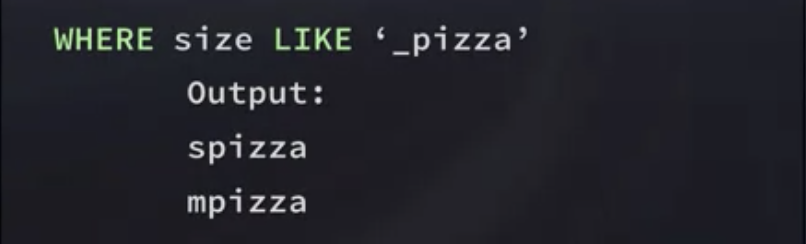 WHERE size LIKE ‘_pizza’
Output:
spizza
mpizza